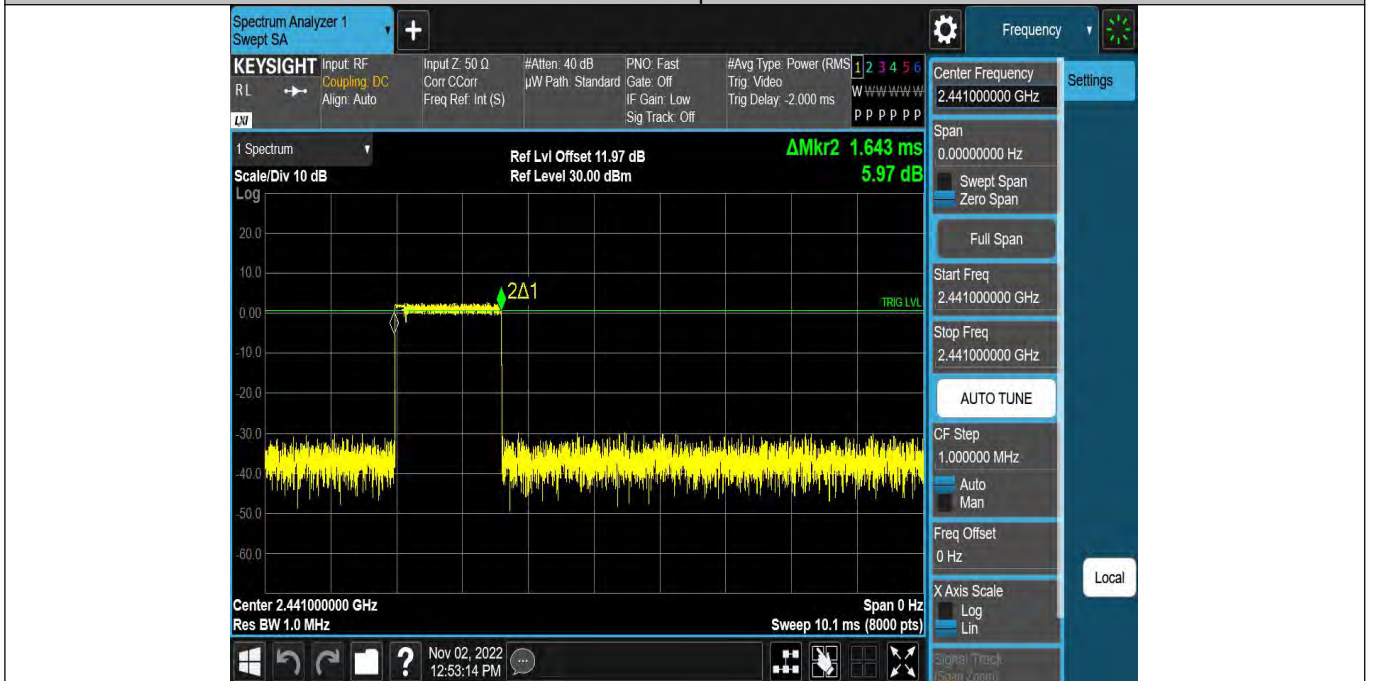 Spectrum Analyzer 1
Swept SA
+
Frequency
KEYSIGHT
RL
LXI
Input: RF
Coupling: DC
Align: Auto
Input Z: 50 Ω
Corr CCorr
Freq Ref: Int (S)
#Atten: 40 dB
µW Path: Standard
PNO: Fast
Gate: Off
IF Gain: Low
Sig Track: Off
#Avg Type: Power (RMS
Trig: Video
Trig Delay: -2.000 ms
1 2 3 4 5 6
W W W W W W
P P P P P P
1 Spectrum
Scale/Div 10 dB
Log
Ref Lvl Offset 11.97 dB
Ref Level 30.00 dBm
ΔMkr2 1.643 ms
5.97 dB
20.0
10.0
0.00
-10.0
-20.0
-30.0
-40.0
-50.0
-60.0
2Δ1
TRIG LVL
Center 2.441000000 GHz
Res BW 1.0 MHz
Span 0 Hz
Sweep 10.1 ms (8000 pts)
Nov 02, 2022
12:53:14 PM
?
Center Frequency
2.441000000 GHz
Settings
Span
0.00000000 Hz
Swept Span
Zero Span
Full Span
Start Freq
2.441000000 GHz
Stop Freq
2.441000000 GHz
AUTO TUNE
CF Step
1.000000 MHz
Auto
Man
Freq Offset
0 Hz
X Axis Scale
Log
Lin
Local
Signal Track
(Span Zoom)